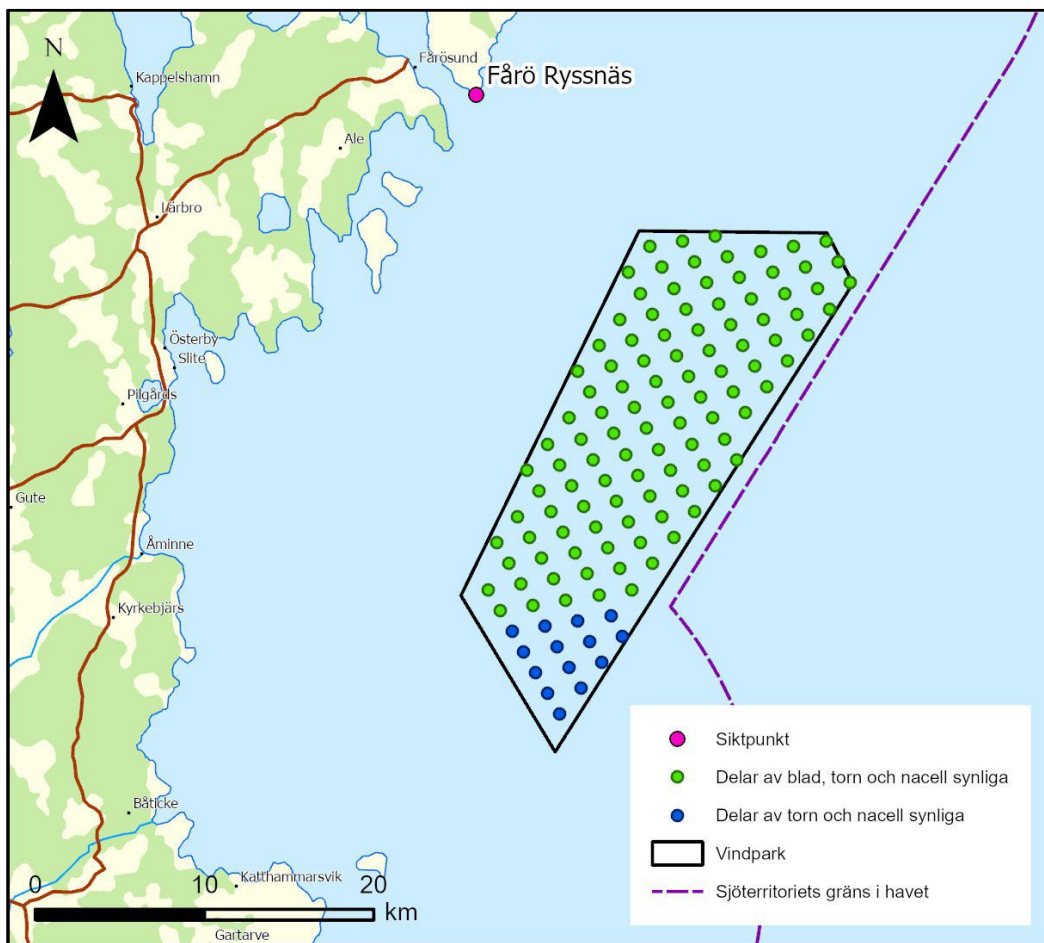 N
Kappelshamn
Fårösund
Fårö Ryssnäs
Ale
Lärbro
Österby
Slite
Pilgårds
Gute
Åminne
Kyrkebjärs
Båticke
Katthammarsvik
Gartarve
0 10 20
km
Siktpunkt
Delar av blad, torn och nacell synliga
Delar av torn och nacell synliga
Vindpark
Sjöterritoriets gräns i havet